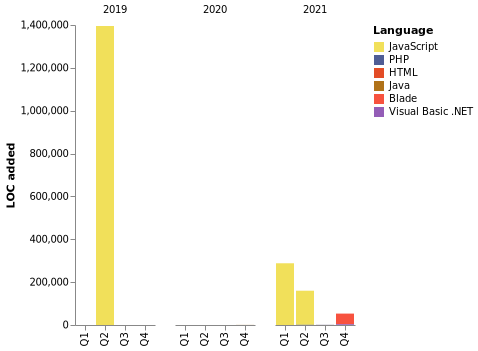 2019 2020 2021
LOC added
1,400,000
1,200,000
1,000,000
800,000
600,000
400,000
200,000
0
Q1 Q2 Q3 Q4 Q1 Q2 Q3 Q4 Q1 Q2 Q3 Q4
Language
JavaScript
PHP
HTML
Java
Blade
Visual Basic .NET